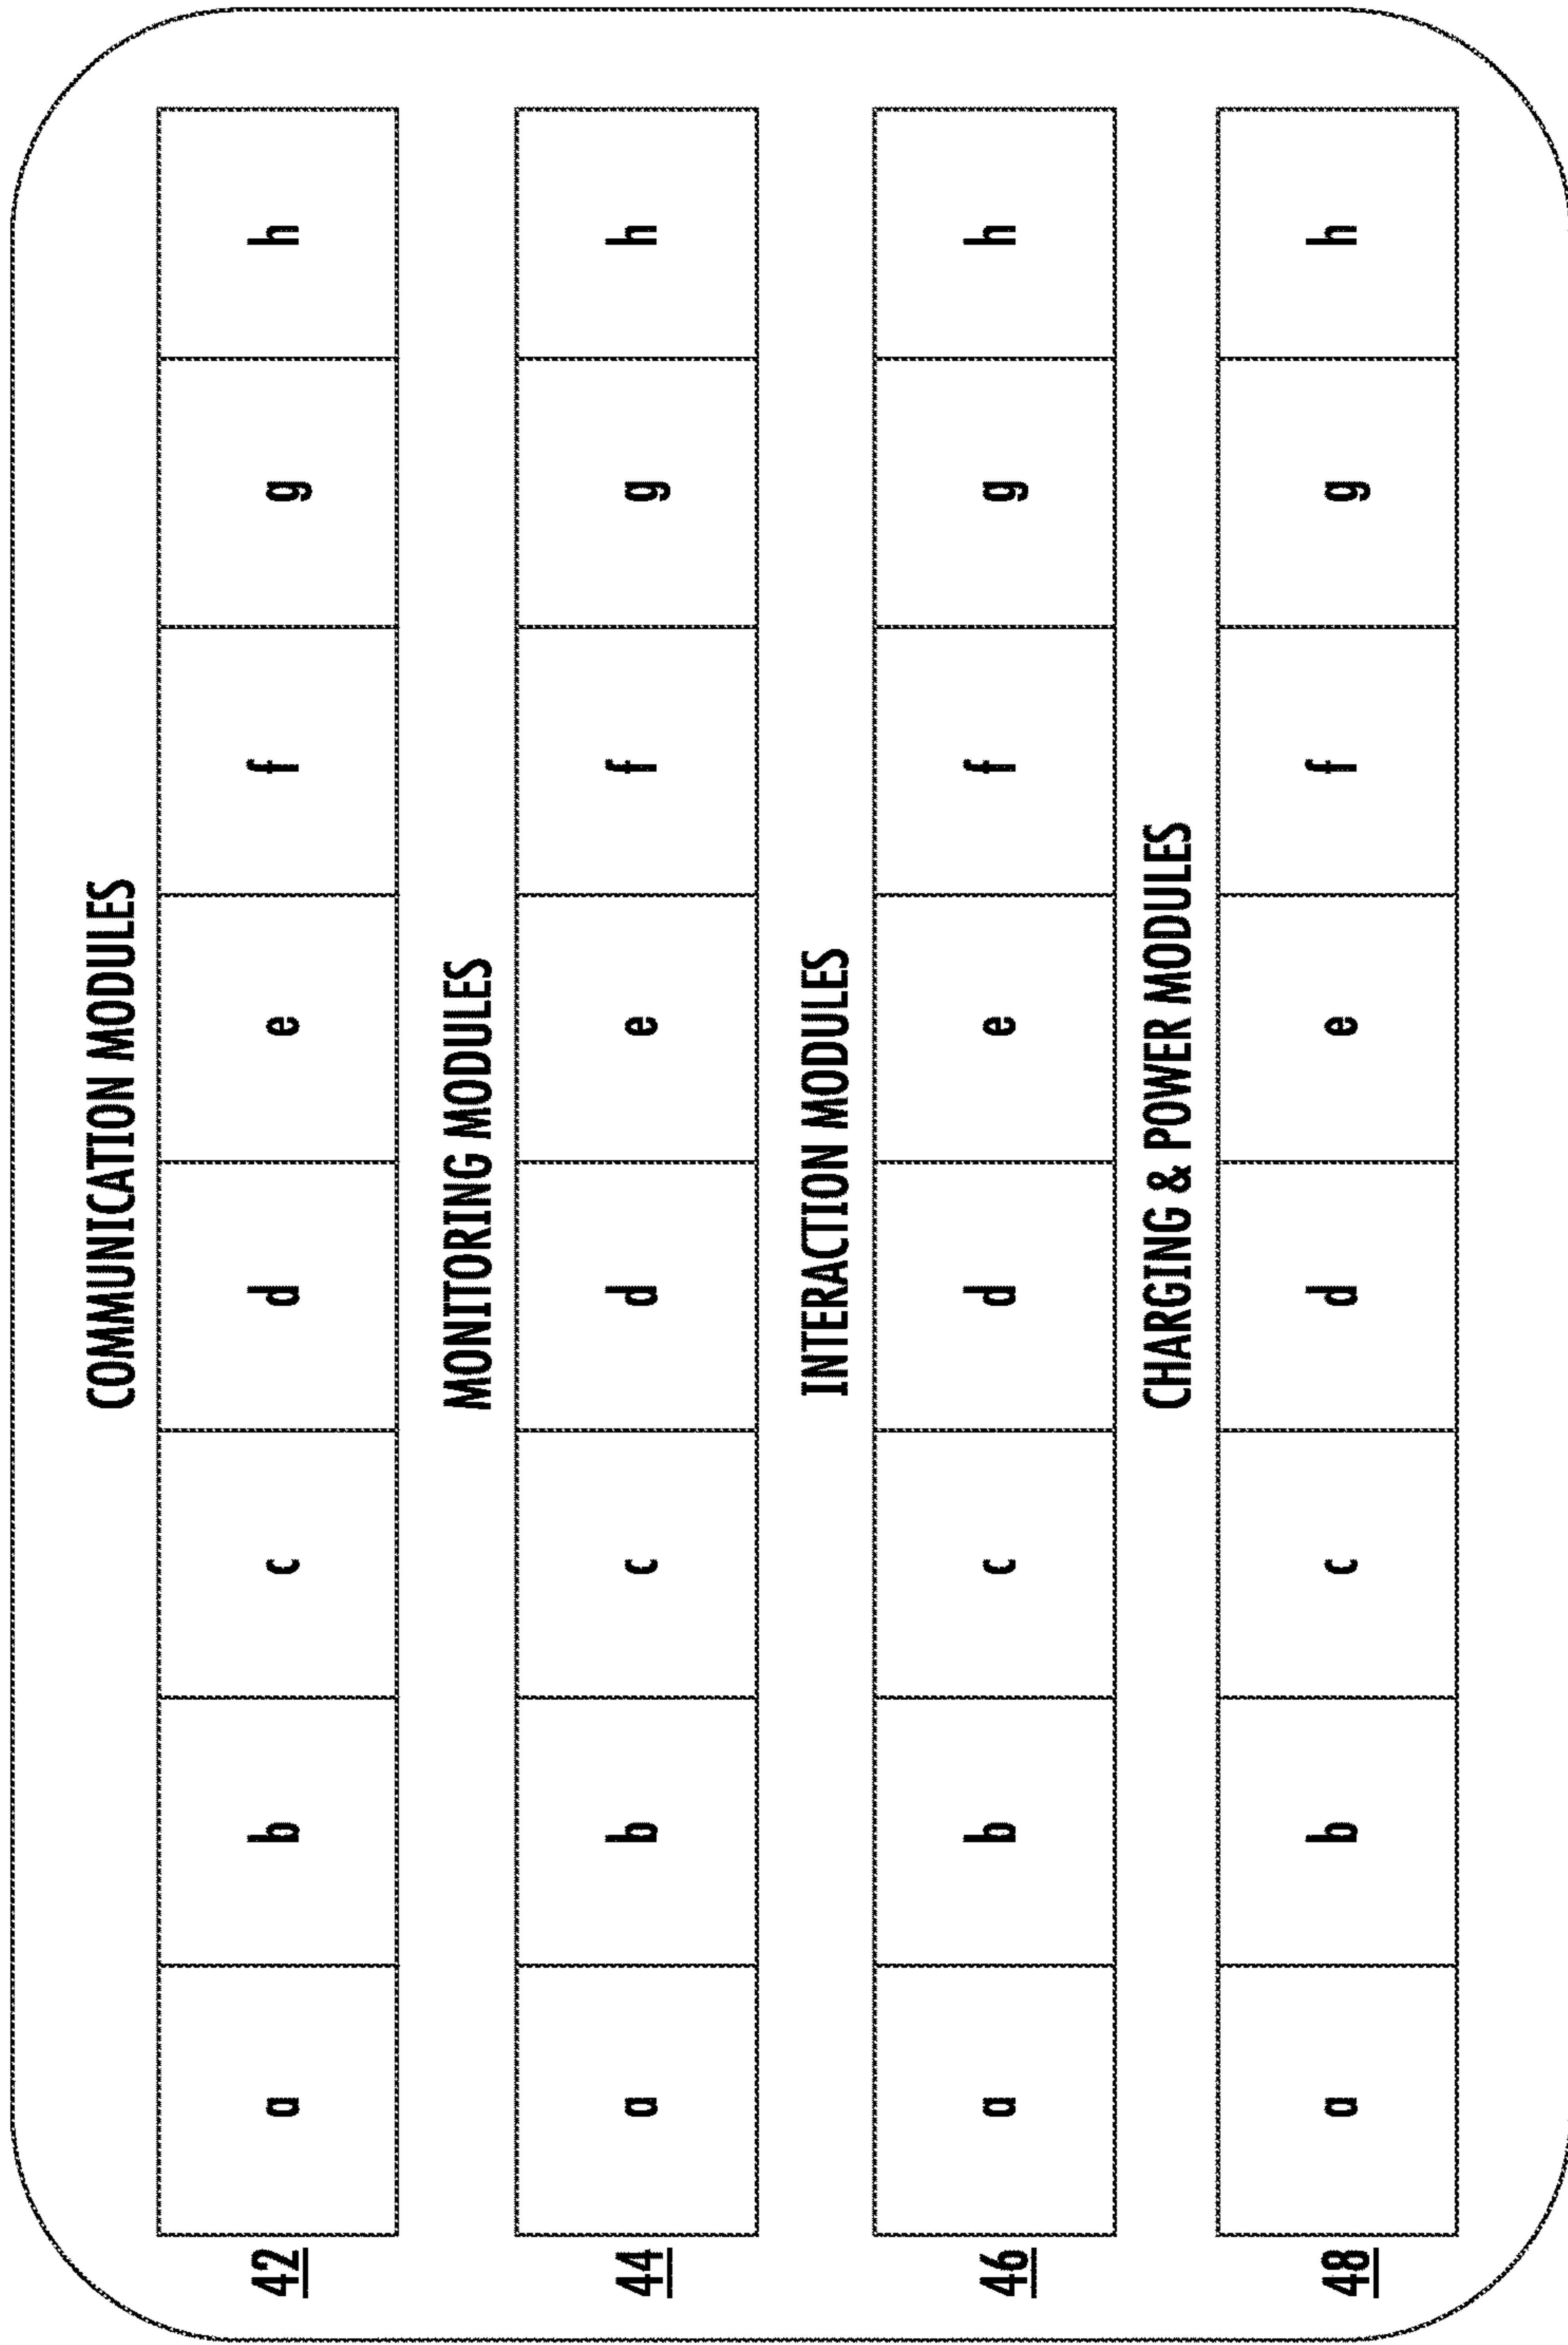 COMMUNICATION MODULES
42 a b c d e f g h
MONITORING MODULES
44 a b c d e f g h
INTERACTION MODULES
46 a b c d e f g h
CHARGING & POWER MODULES
48 a b c d e f g h